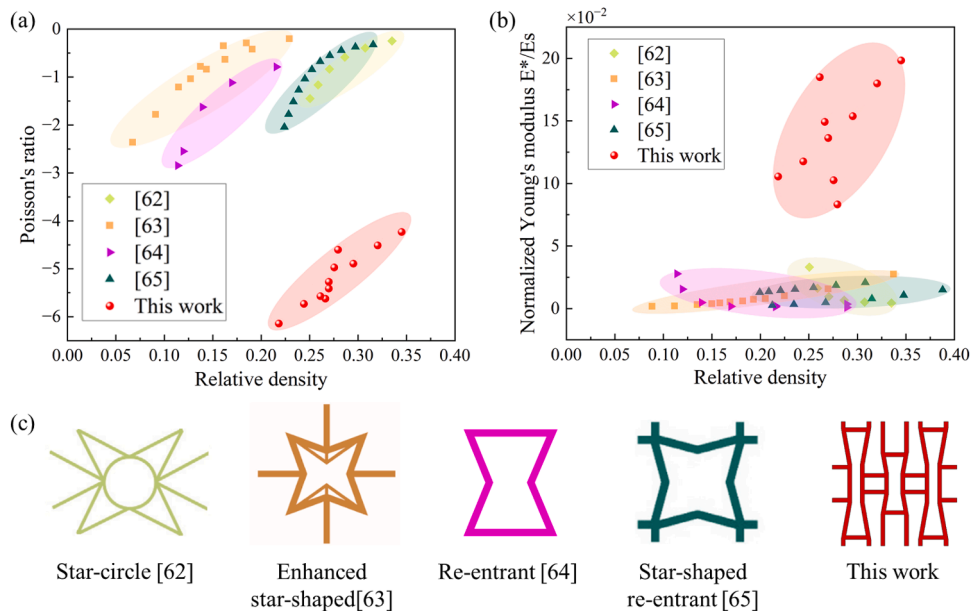 (a)
0
−1
−2
−3
−4
−5
−6
Poisson's ratio
[62]
[63]
[64]
[65]
This work
0.00 0.05 0.10 0.15 0.20 0.25 0.30 0.35 0.40
Relative density
(b)
×10⁻²
20
15
10
5
0
Normalized Young's modulus E*/Es
[62]
[63]
[64]
[65]
This work
0.00 0.05 0.10 0.15 0.20 0.25 0.30 0.35 0.40
Relative density
(c)
Star-circle [62]
Enhanced
star-shaped[63]
Re-entrant [64]
Star-shaped
re-entrant [65]
This work